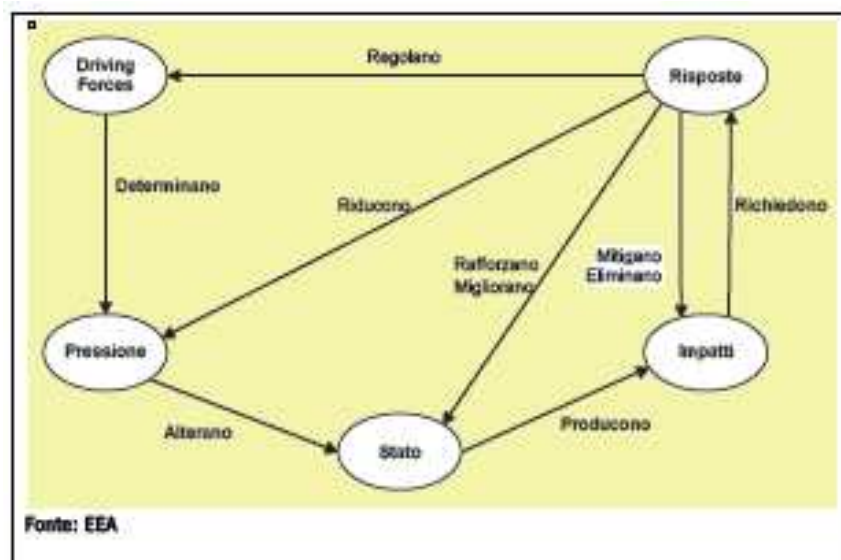 Driving
Forces
Regolano
Risposte
Determinano
Riducono
Rafforzano
Migliorano
Mitigano
Eliminano
Richiedono
Pressione
Impatti
Alterano
Stato
Producono
Fonte: EEA